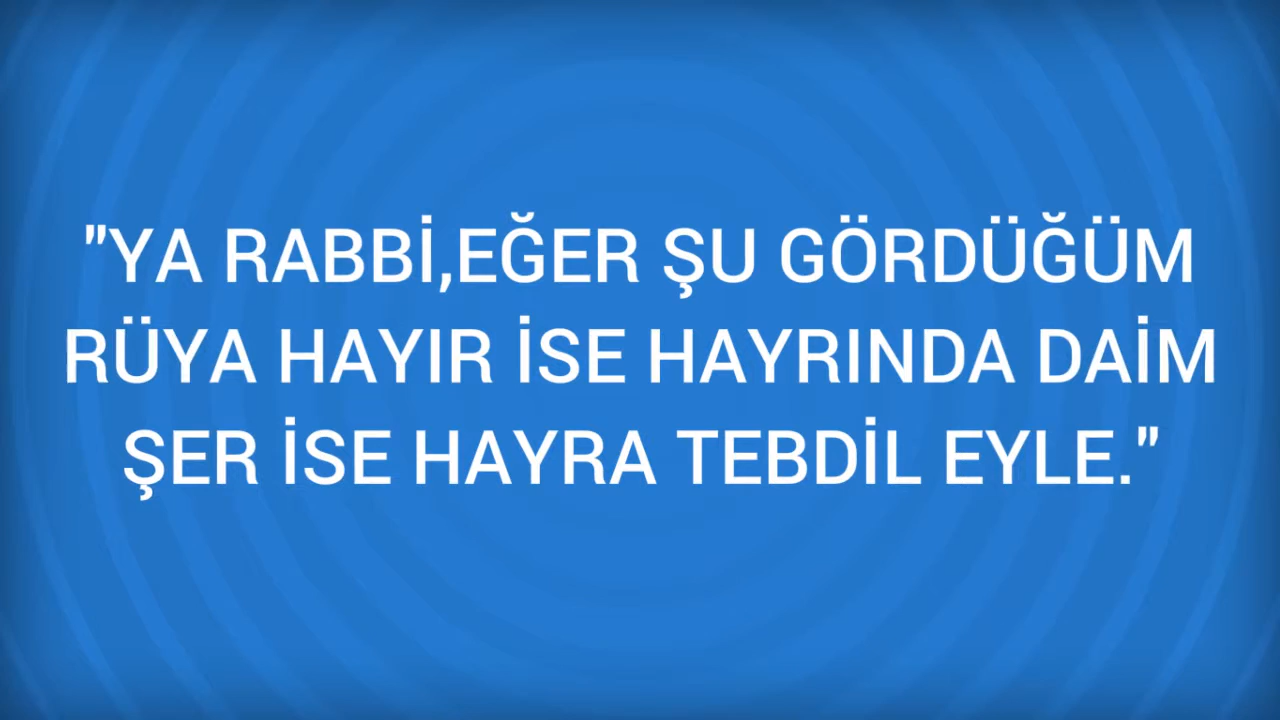 "YA RABBİ,EĞER ŞU GÖRDÜĞÜM
RÜYA HAYIR İSE HAYRINDA DAİM
ŞER İSE HAYRA TEBDİL EYLE."